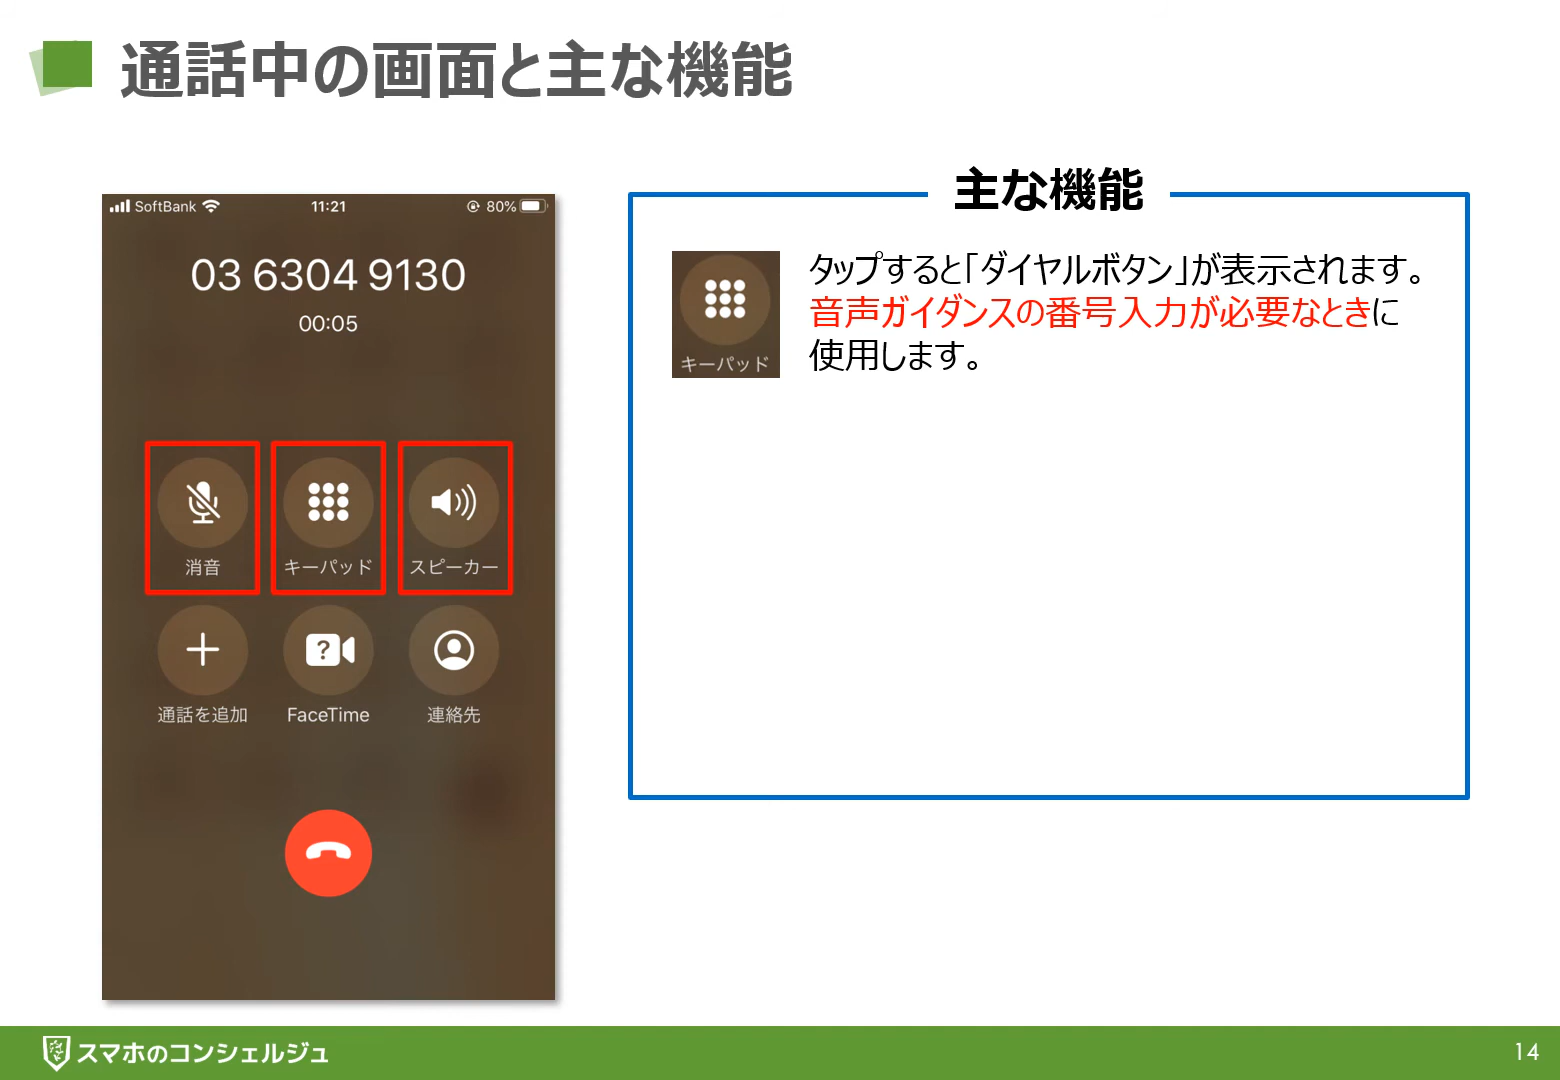 通話中の画面と主な機能
SoftBank 11:21 80%
03 6304 9130
00:05
消音 キーパッド スピーカー
通話を追加 FaceTime 連絡先
主な機能
キーパッド
タップすると「ダイヤルボタン」が表示されます。
音声ガイダンスの番号入力が必要なときに
使用します。
スマホのコンシェルジュ
14